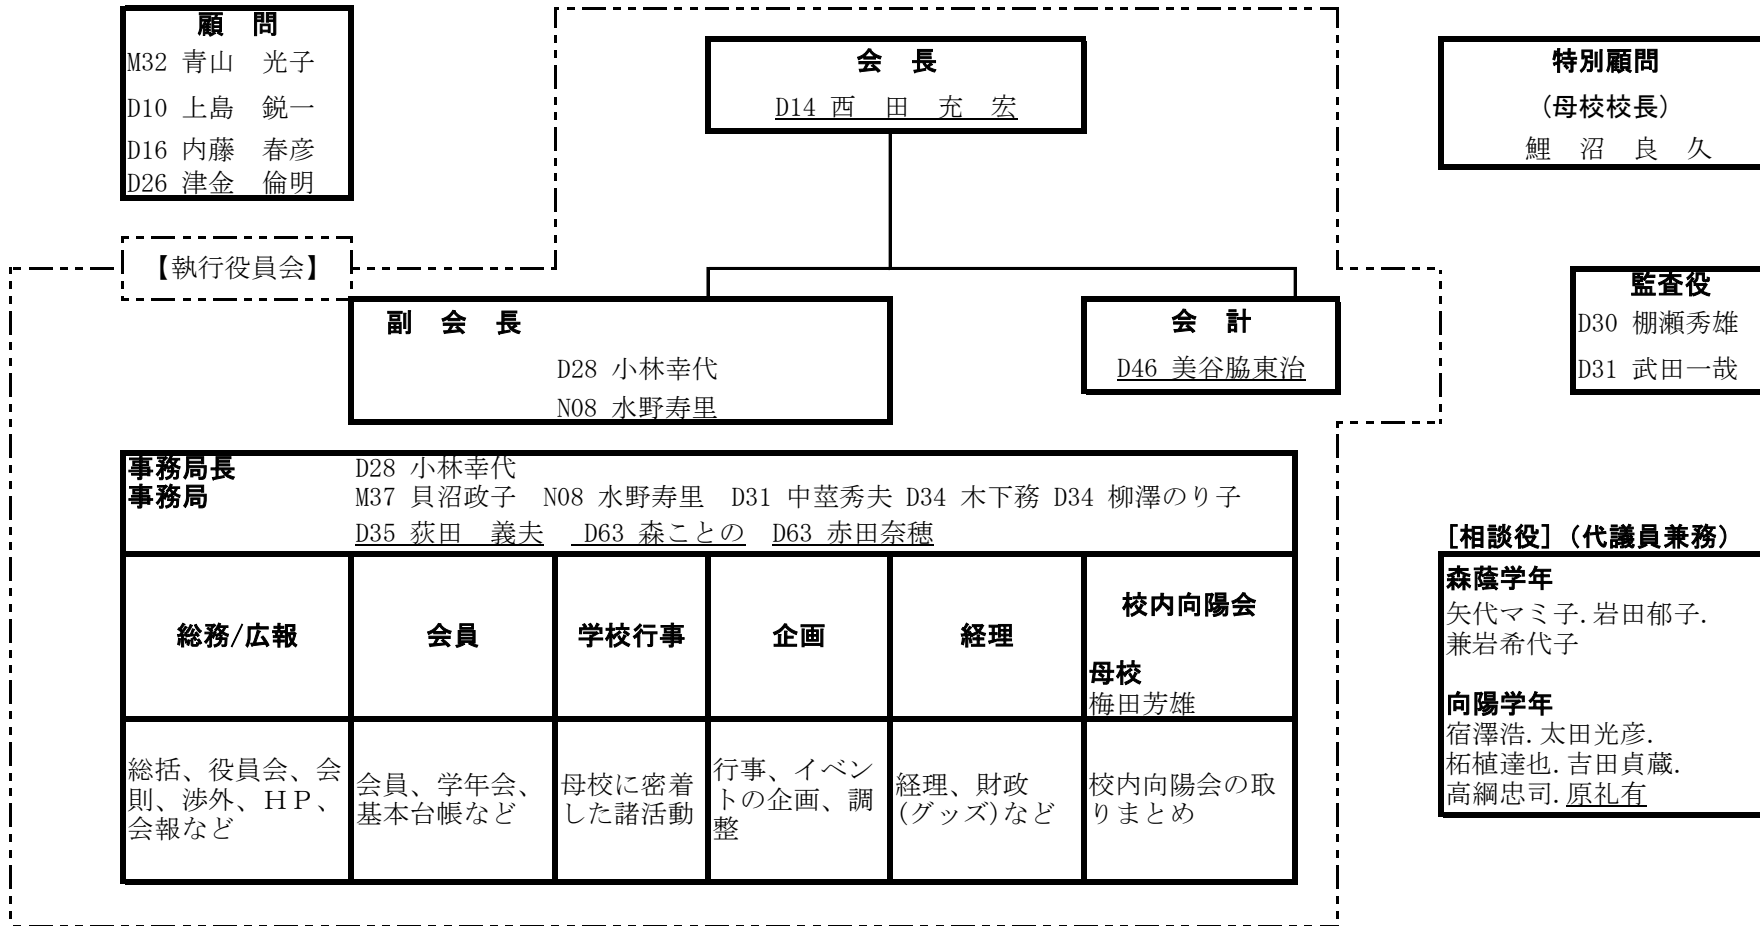 顧　問
M32 青山　光子
D10 上島　鋭一
D16 内藤　春彦
D26 津金　倫明
会　長
D14 西　田　充　宏
特別顧問
(母校校長)
鯉　沼　良　久
【執行役員会】
副　会　長
D28 小林幸代
N08 水野寿里
会　計
D46 美谷脇東治
監査役
D30 棚瀬秀雄
D31 武田一哉
事務局長 D28 小林幸代
事務局 M37 貝沼政子　N08 水野寿里　D31 中莖秀夫 D34 木下務 D34 柳澤のり子
D35 荻田　義夫　D63 森ことの　D63 赤田奈穂
総務/広報
会員
学校行事
企画
経理
校内向陽会
母校
梅田芳雄
総括、役員会、会
則、渉外、ＨＰ、
会報など
会員、学年会、
基本台帳など
母校に密着
した諸活動
行事、イベン
トの企画、調
整
経理、財政
(グッズ)など
校内向陽会の取
りまとめ
[相談役]（代議員兼務）
森蔭学年
矢代マミ子.岩田郁子.
兼岩希代子
向陽学年
宿澤浩.太田光彦.
柘植達也.吉田貞蔵.
高綱忠司.原礼有